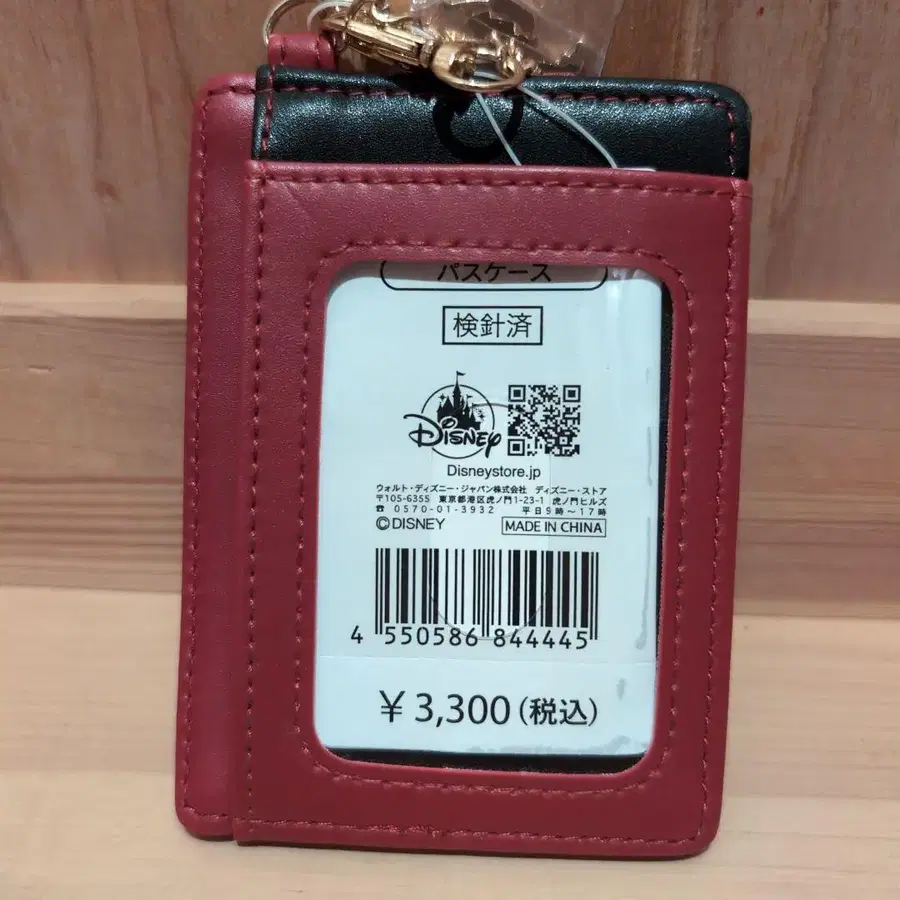 パスケース
検針済
Disney
Disneystore.jp
ウォルト・ディズニー・ジャパン株式会社 ディズニー・ストア
〒105-6355 東京都港区虎ノ門1-23-1 虎ノ門ヒルズ
☎ 0570-01-3932 平日9時～17時
©DISNEY MADE IN CHINA
4 550586 844445
¥3,300(税込)